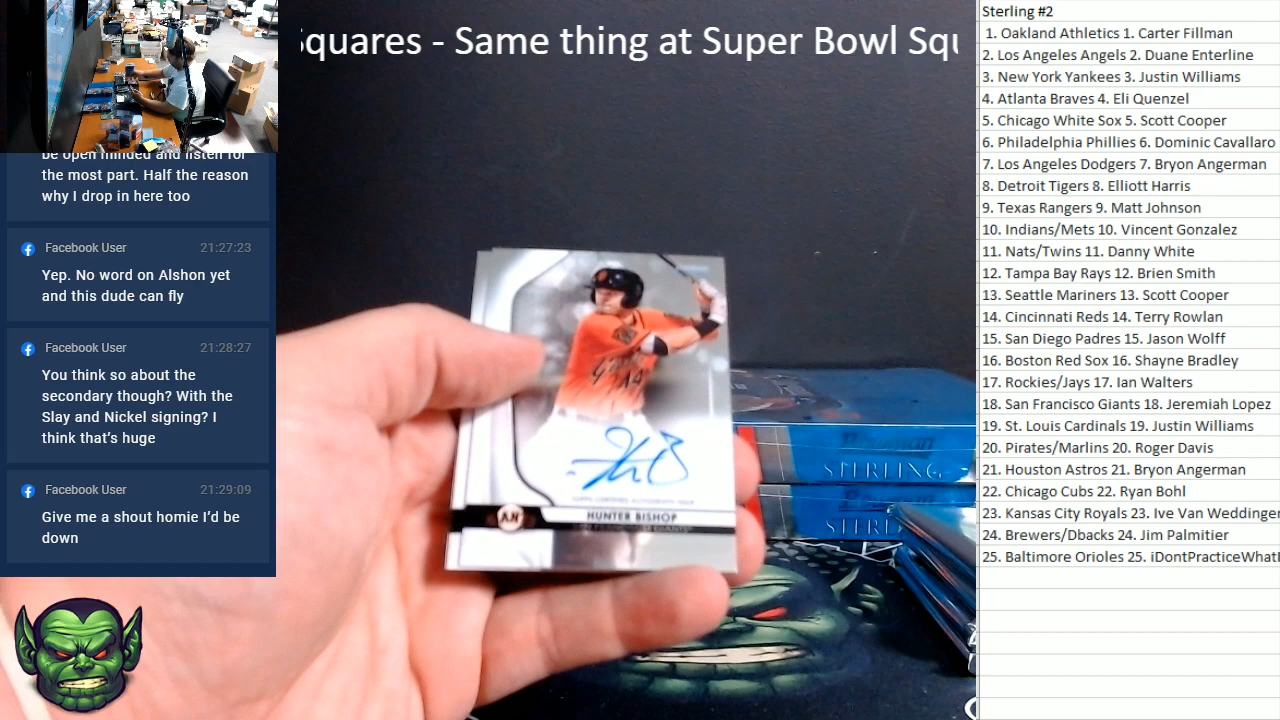 Squares - Same thing at Super Bowl Squ
be open minded and listen for
the most part. Half the reason
why I drop in here too
Facebook User 21:27:23
Yep. No word on Alshon yet
and this dude can fly
Facebook User 21:28:27
You think so about the
secondary though? With the
Slay and Nickel signing? I
think that's huge
Facebook User 21:29:09
Give me a shout homie I'd be
down
HUNTER BISHOP
STERLING
Sterling #2
1. Oakland Athletics 1. Carter Fillman
2. Los Angeles Angels 2. Duane Enterline
3. New York Yankees 3. Justin Williams
4. Atlanta Braves 4. Eli Quenzel
5. Chicago White Sox 5. Scott Cooper
6. Philadelphia Phillies 6. Dominic Cavallaro
7. Los Angeles Dodgers 7. Bryon Angerman
8. Detroit Tigers 8. Elliott Harris
9. Texas Rangers 9. Matt Johnson
10. Indians/Mets 10. Vincent Gonzalez
11. Nats/Twins 11. Danny White
12. Tampa Bay Rays 12. Brien Smith
13. Seattle Mariners 13. Scott Cooper
14. Cincinnati Reds 14. Terry Rowlan
15. San Diego Padres 15. Jason Wolff
16. Boston Red Sox 16. Shayne Bradley
17. Rockies/Jays 17. Ian Walters
18. San Francisco Giants 18. Jeremiah Lopez
19. St. Louis Cardinals 19. Justin Williams
20. Pirates/Marlins 20. Roger Davis
21. Houston Astros 21. Bryon Angerman
22. Chicago Cubs 22. Ryan Bohl
23. Kansas City Royals 23. Ive Van Weddinger
24. Brewers/Dbacks 24. Jim Palmitier
25. Baltimore Orioles 25. iDontPracticeWhatI